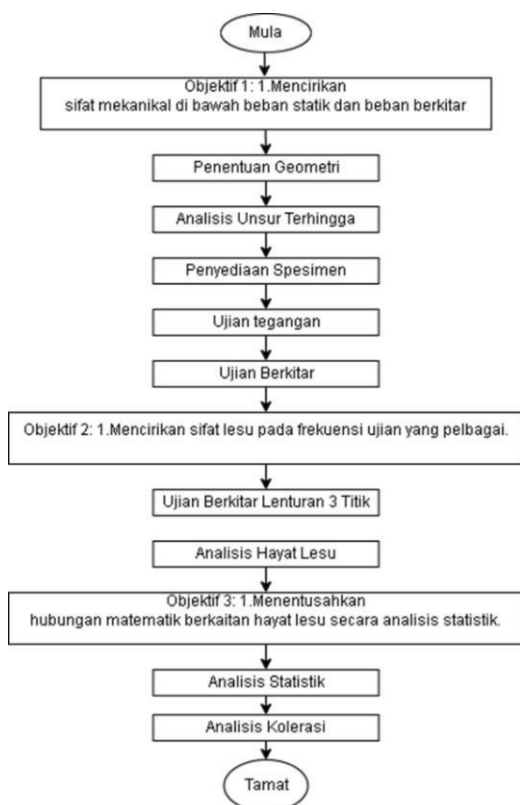 Mula
Objektif 1: 1.Mencirikan
sifat mekanikal di bawah beban statik dan beban berkitar
Penentuan Geometri
Analisis Unsur Terhingga
Penyediaan Spesimen
Ujian tegangan
Ujian Berkitar
Objektif 2: 1.Mencirikan sifat lesu pada frekuensi ujian yang pelbagai.
Ujian Berkitar Lenturan 3 Titik
Analisis Hayat Lesu
Objektif 3: 1.Menentusahkan
hubungan matematik berkaitan hayat lesu secara analisis statistik.
Analisis Statistik
Analisis Kolerasi
Tamat